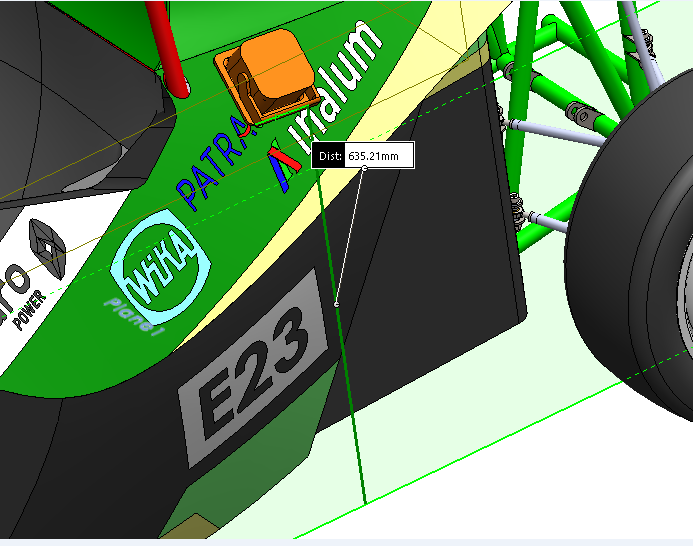 Irialum
PATRA
Dist: 635.21mm
WiKA
Plane1
ro
POWER
E23